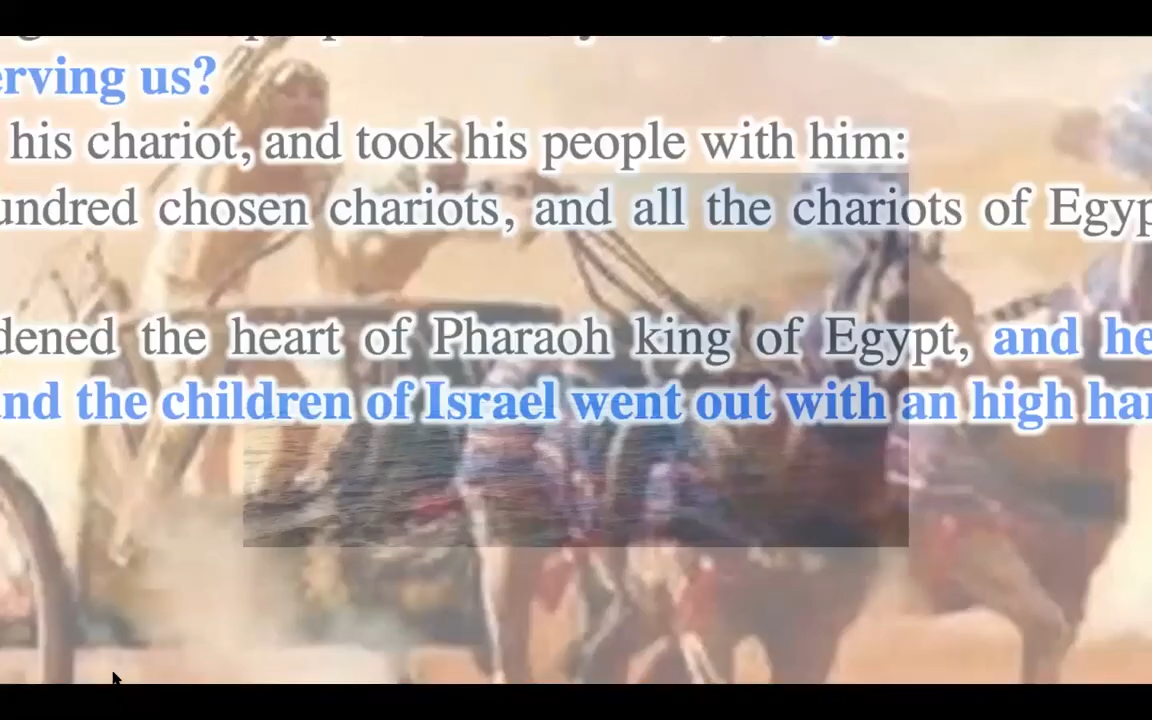 erving us?
his chariot, and took his people with him:
undred chosen chariots, and all the chariots of Egyp
dened the heart of Pharaoh king of Egypt, and he
and the children of Israel went out with an high han